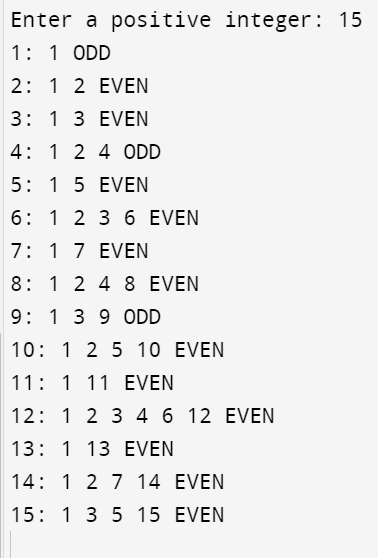 Enter a positive integer: 15
1: 1 ODD
2: 1 2 EVEN
3: 1 3 EVEN
4: 1 2 4 ODD
5: 1 5 EVEN
6: 1 2 3 6 EVEN
7: 1 7 EVEN
8: 1 2 4 8 EVEN
9: 1 3 9 ODD
10: 1 2 5 10 EVEN
11: 1 11 EVEN
12: 1 2 3 4 6 12 EVEN
13: 1 13 EVEN
14: 1 2 7 14 EVEN
15: 1 3 5 15 EVEN